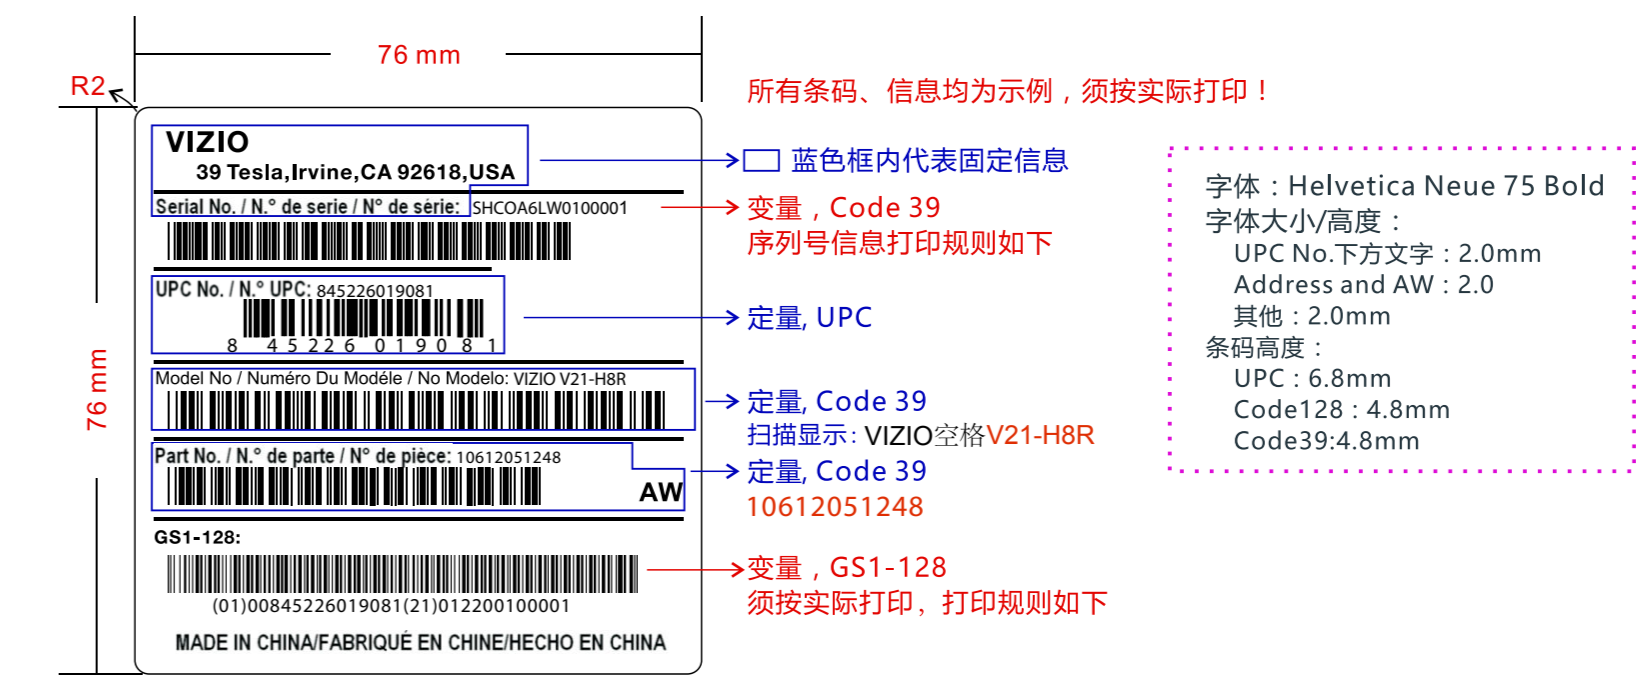 76 mm
R2
76 mm
VIZIO
39 Tesla,Irvine,CA 92618,USA
Serial No. / N.° de serie / N° de série: SHCOA6LW0100001
UPC No. / N.° UPC: 845226019081
8 45226 01908 1
Model No / Numéro Du Modéle / No Modelo: VIZIO V21-H8R
Part No. / N.° de parte / N° de pièce: 10612051248
AW
GS1-128:
(01)00845226019081(21)012200100001
MADE IN CHINA/FABRIQUÉ EN CHINE/HECHO EN CHINA
所有条码、信息均为示例，须按实际打印！
蓝色框内代表固定信息
变量，Code 39
序列号信息打印规则如下
定量, UPC
定量, Code 39
扫描显示: VIZIO空格V21-H8R
定量, Code 39
10612051248
变量，GS1-128
须按实际打印，打印规则如下
字体：Helvetica Neue 75 Bold
字体大小/高度：
UPC No.下方文字：2.0mm
Address and AW：2.0
其他：2.0mm
条码高度：
UPC：6.8mm
Code128：4.8mm
Code39:4.8mm